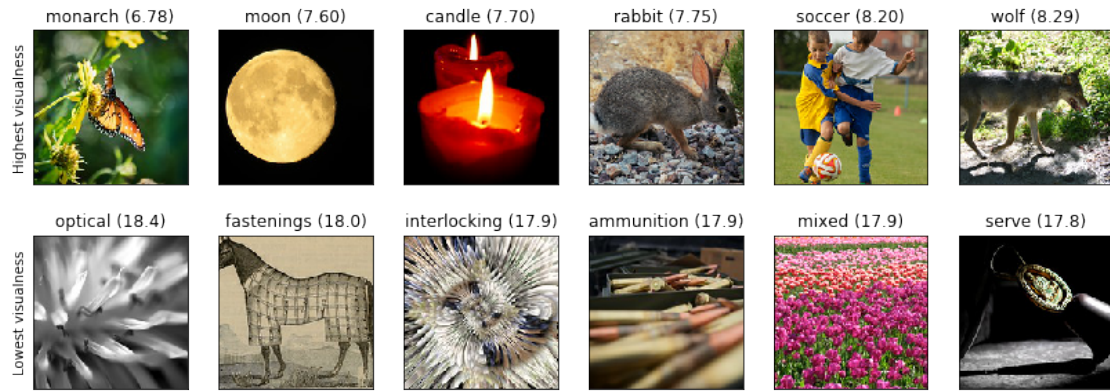 monarch (6.78) moon (7.60) candle (7.70) rabbit (7.75) soccer (8.20) wolf (8.29)
Highest visualness
optical (18.4) fastenings (18.0) interlocking (17.9) ammunition (17.9) mixed (17.9) serve (17.8)
Lowest visualness